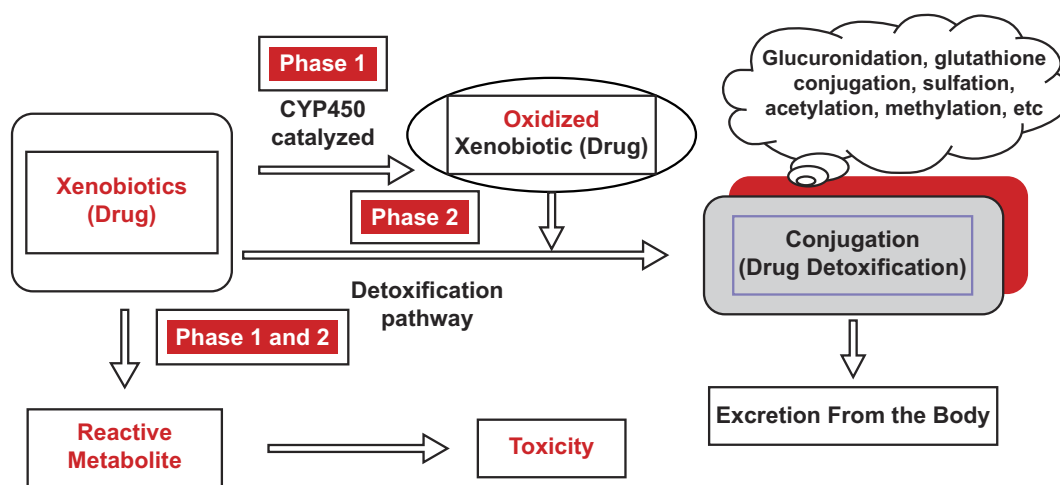 Phase 1
CYP450
catalyzed
Xenobiotics
(Drug)
Oxidized
Xenobiotic (Drug)
Glucuronidation, glutathione
conjugation, sulfation,
acetylation, methylation, etc
Phase 2
Detoxification
pathway
Conjugation
(Drug Detoxification)
Phase 1 and 2
Reactive
Metabolite
Toxicity
Excretion From the Body